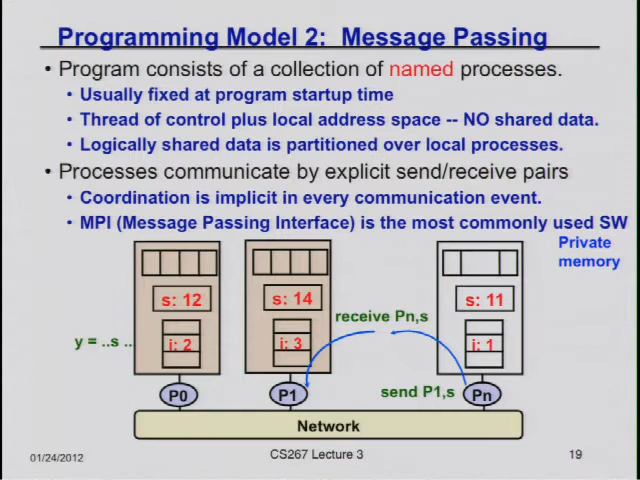 Programming Model 2: Message Passing
• Program consists of a collection of named processes.
• Usually fixed at program startup time
• Thread of control plus local address space -- NO shared data.
• Logically shared data is partitioned over local processes.
• Processes communicate by explicit send/receive pairs
• Coordination is implicit in every communication event.
• MPI (Message Passing Interface) is the most commonly used SW
Private
memory
s: 12
s: 14
s: 11
receive Pn,s
y = ..s ..
i: 2
i: 3
i: 1
P0
P1
send P1,s
Pn
Network
01/24/2012
CS267 Lecture 3
19